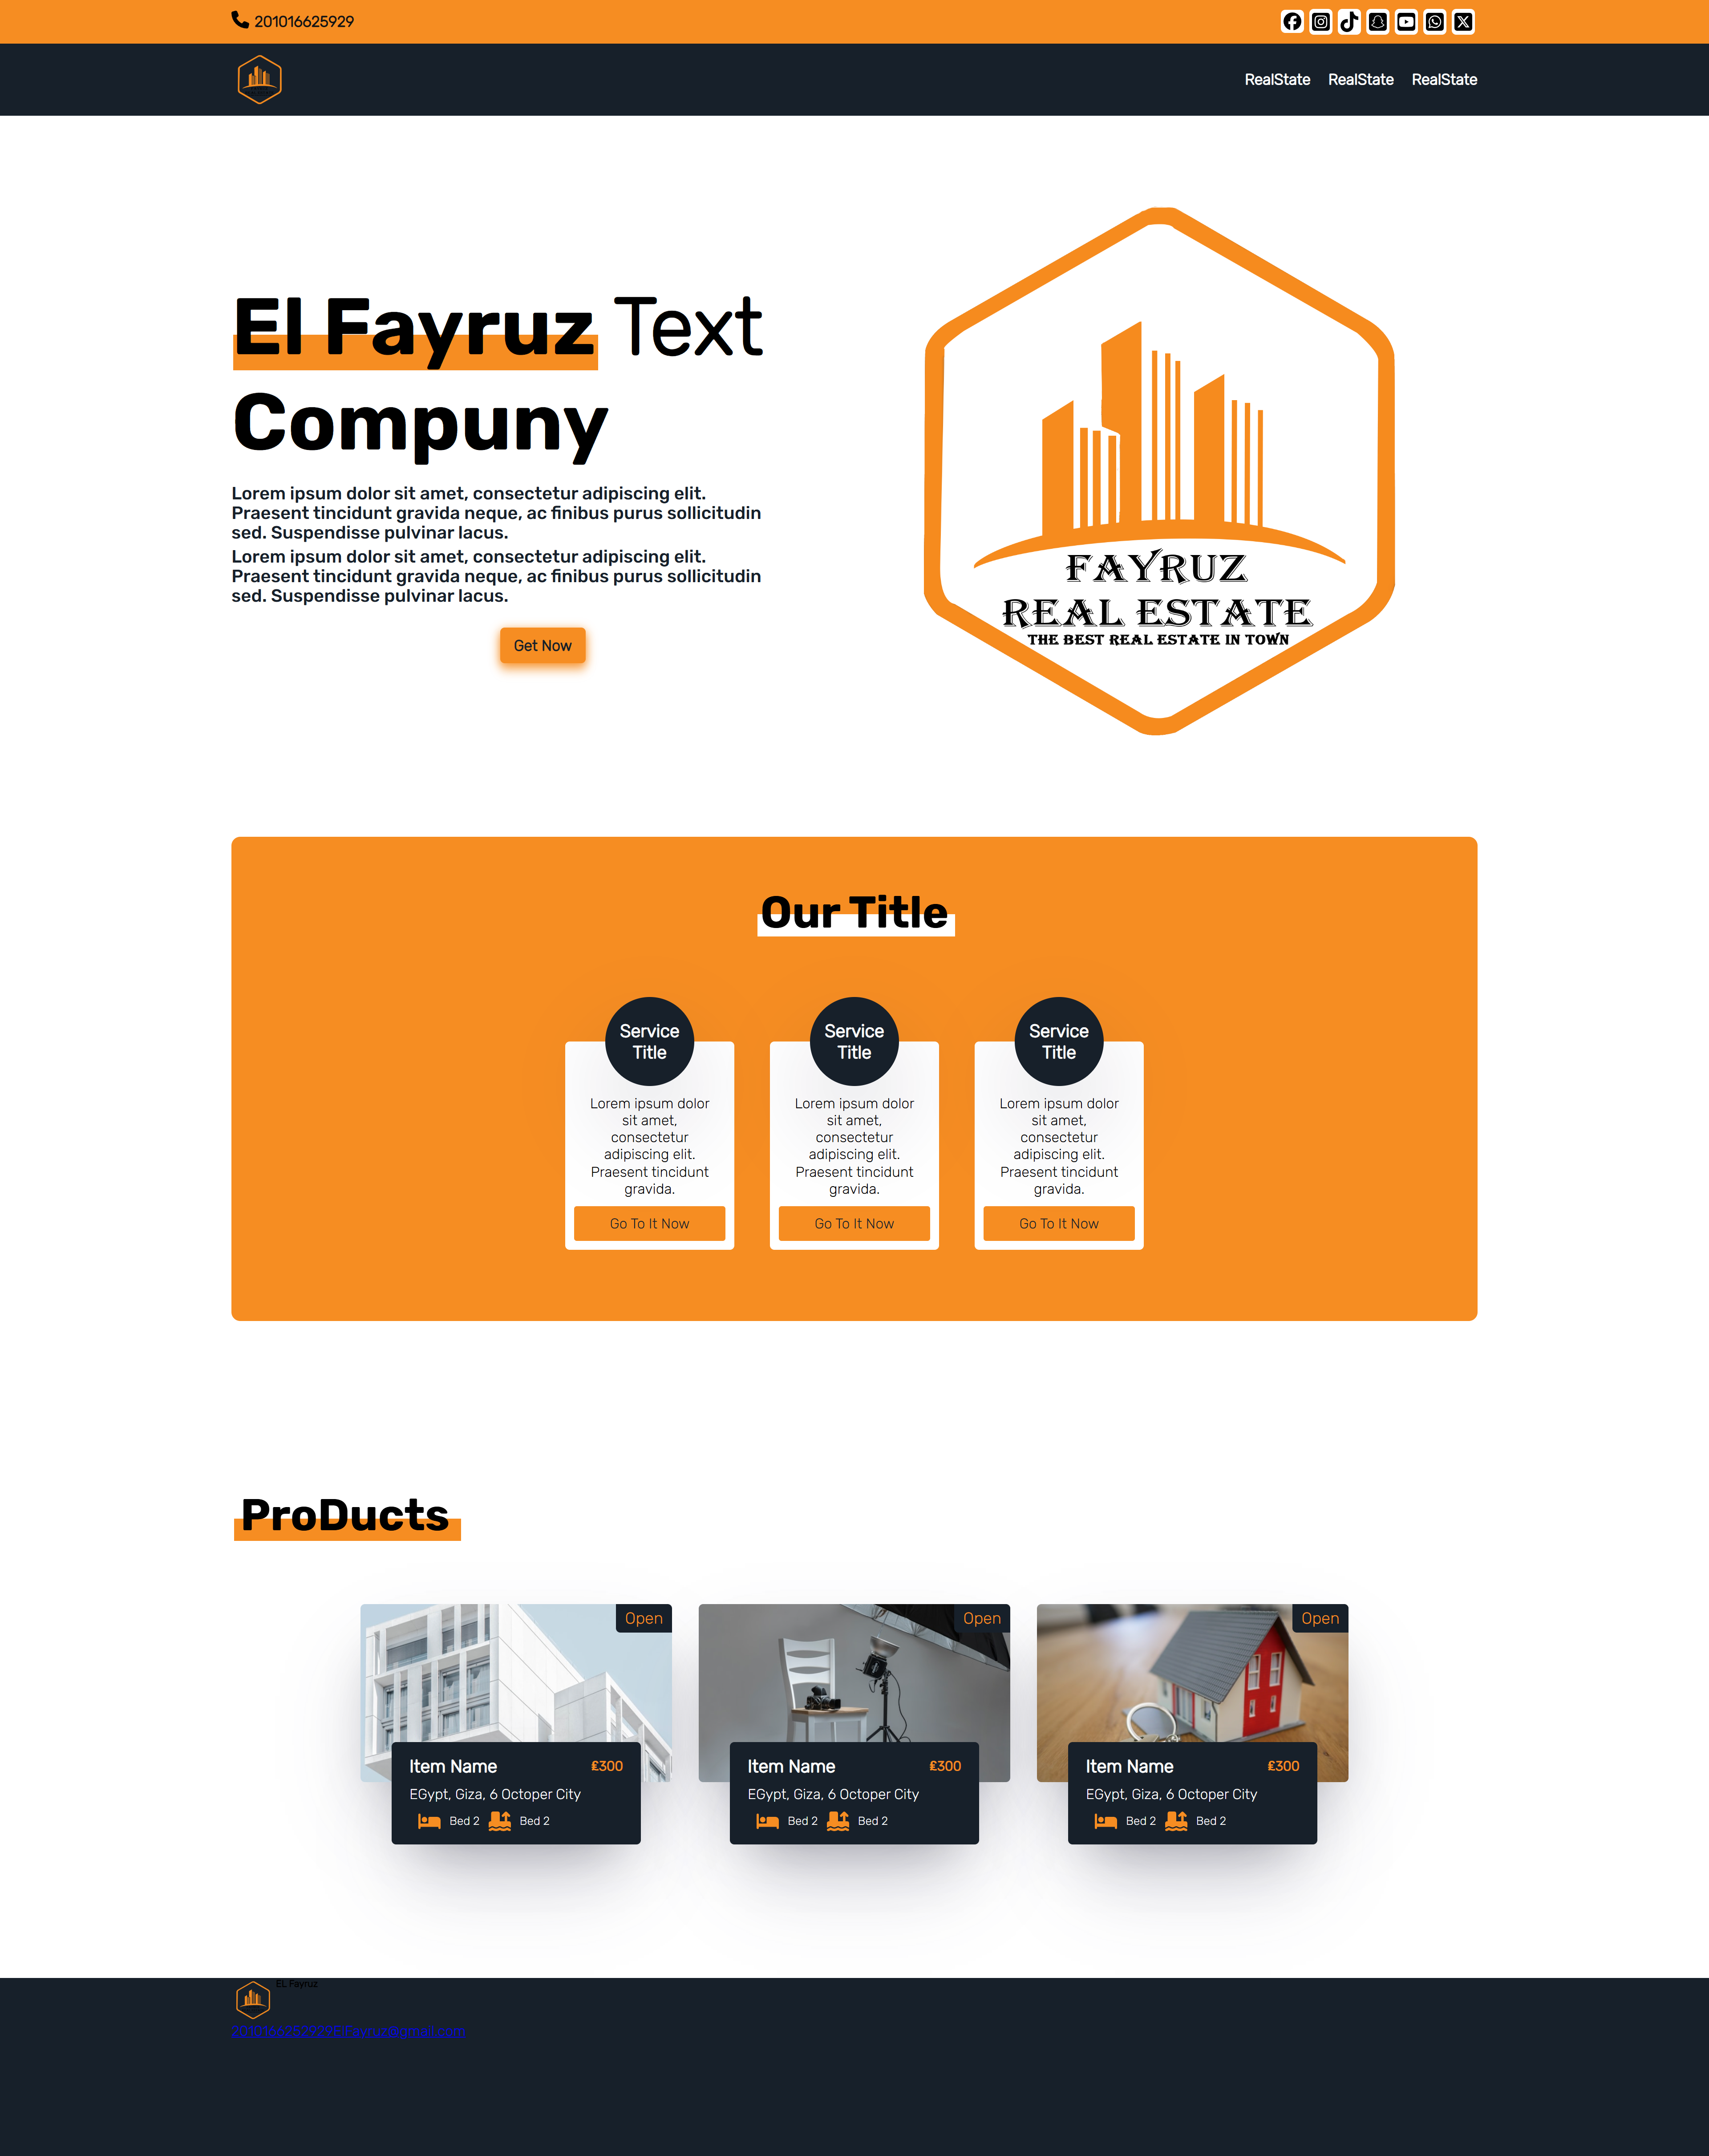 201016625929
RealState RealState RealState
El Fayruz Text
Compuny
Lorem ipsum dolor sit amet, consectetur adipiscing elit.
Praesent tincidunt gravida neque, ac finibus purus sollicitudin
sed. Suspendisse pulvinar lacus.
Lorem ipsum dolor sit amet, consectetur adipiscing elit.
Praesent tincidunt gravida neque, ac finibus purus sollicitudin
sed. Suspendisse pulvinar lacus.
Get Now
FAYRUZ
REAL ESTATE
THE BEST REAL ESTATE IN TOWN
Our Title
Service
Title
Lorem ipsum dolor
sit amet,
consectetur
adipiscing elit.
Praesent tincidunt
gravida.
Go To It Now
Service
Title
Lorem ipsum dolor
sit amet,
consectetur
adipiscing elit.
Praesent tincidunt
gravida.
Go To It Now
Service
Title
Lorem ipsum dolor
sit amet,
consectetur
adipiscing elit.
Praesent tincidunt
gravida.
Go To It Now
ProDucts
Open
Item Name £300
EGypt, Giza, 6 Octoper City
Bed 2 Bed 2
Open
Item Name £300
EGypt, Giza, 6 Octoper City
Bed 2 Bed 2
Open
Item Name £300
EGypt, Giza, 6 Octoper City
Bed 2 Bed 2
EL Fayruz